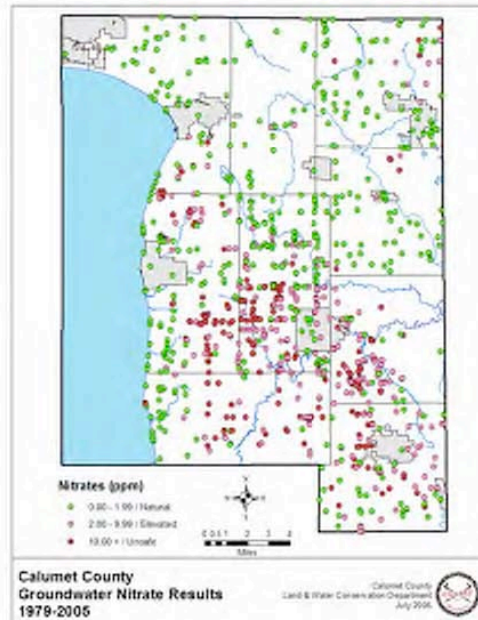 Nitrates (ppm)
0.00 - 1.99 / Natural
2.00 - 9.99 / Elevated
10.00 + / Unsafe
Miles
Calumet County
Groundwater Nitrate Results
1979-2005
Calumet County
Land & Water Conservation Department
July 2006